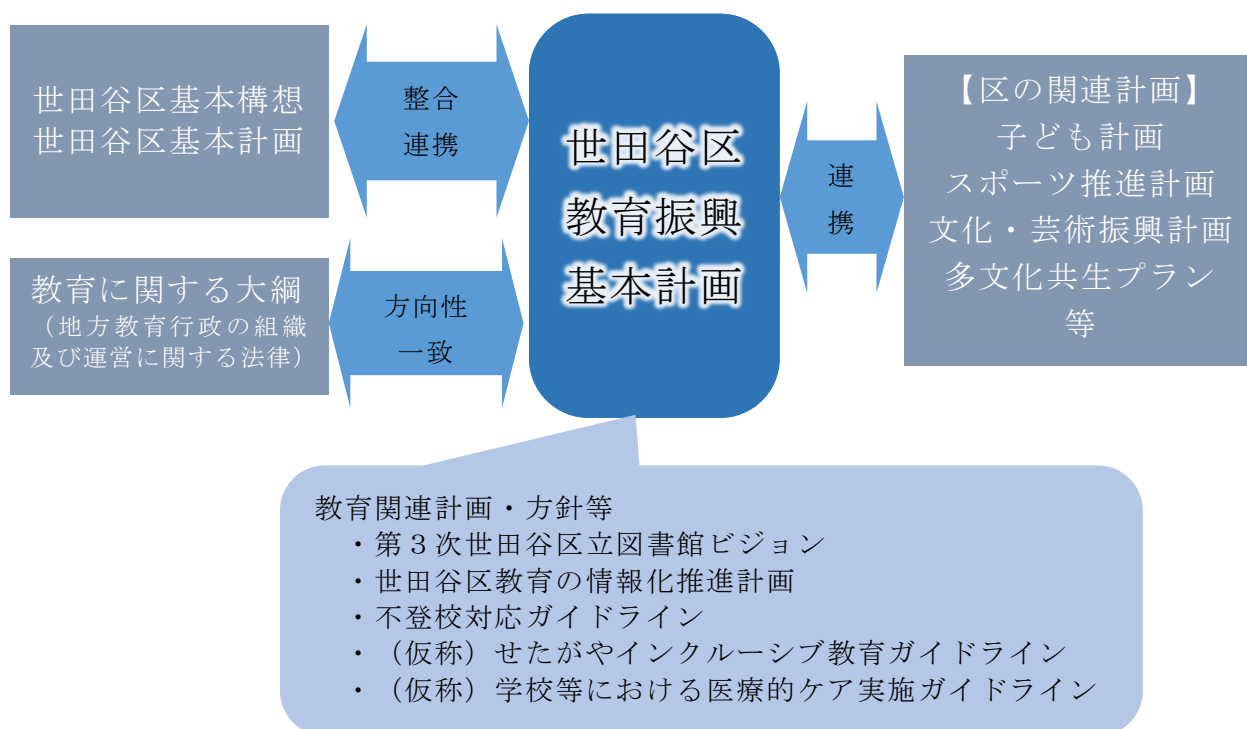 世田谷区基本構想
世田谷区基本計画
整合
連携
世田谷区
教育振興
基本計画
連
携
【区の関連計画】
子ども計画
スポーツ推進計画
文化・芸術振興計画
多文化共生プラン
等
教育に関する大綱
（地方教育行政の組織
及び運営に関する法律）
方向性
一致
教育関連計画・方針等
・第３次世田谷区立図書館ビジョン
・世田谷区教育の情報化推進計画
・不登校対応ガイドライン
・（仮称）せたがやインクルーシブ教育ガイドライン
・（仮称）学校等における医療的ケア実施ガイドライン